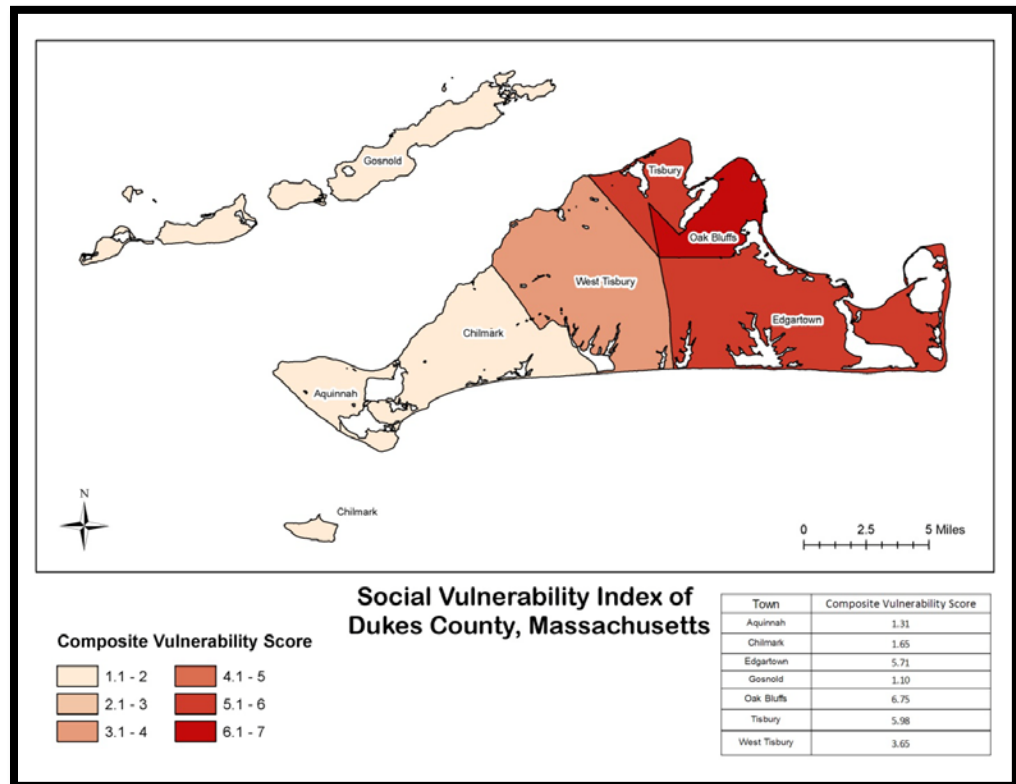 Gosnold
Tisbury
Oak Bluffs
West Tisbury
Edgartown
Chilmark
Aquinnah
N
Chilmark
0 2.5 5 Miles
Social Vulnerability Index of
Dukes County, Massachusetts
Composite Vulnerability Score
1.1 - 2 4.1 - 5
2.1 - 3 5.1 - 6
3.1 - 4 6.1 - 7
Town Composite Vulnerability Score
Aquinnah 1.31
Chilmark 1.65
Edgartown 5.71
Gosnold 1.10
Oak Bluffs 6.75
Tisbury 5.98
West Tisbury 3.65